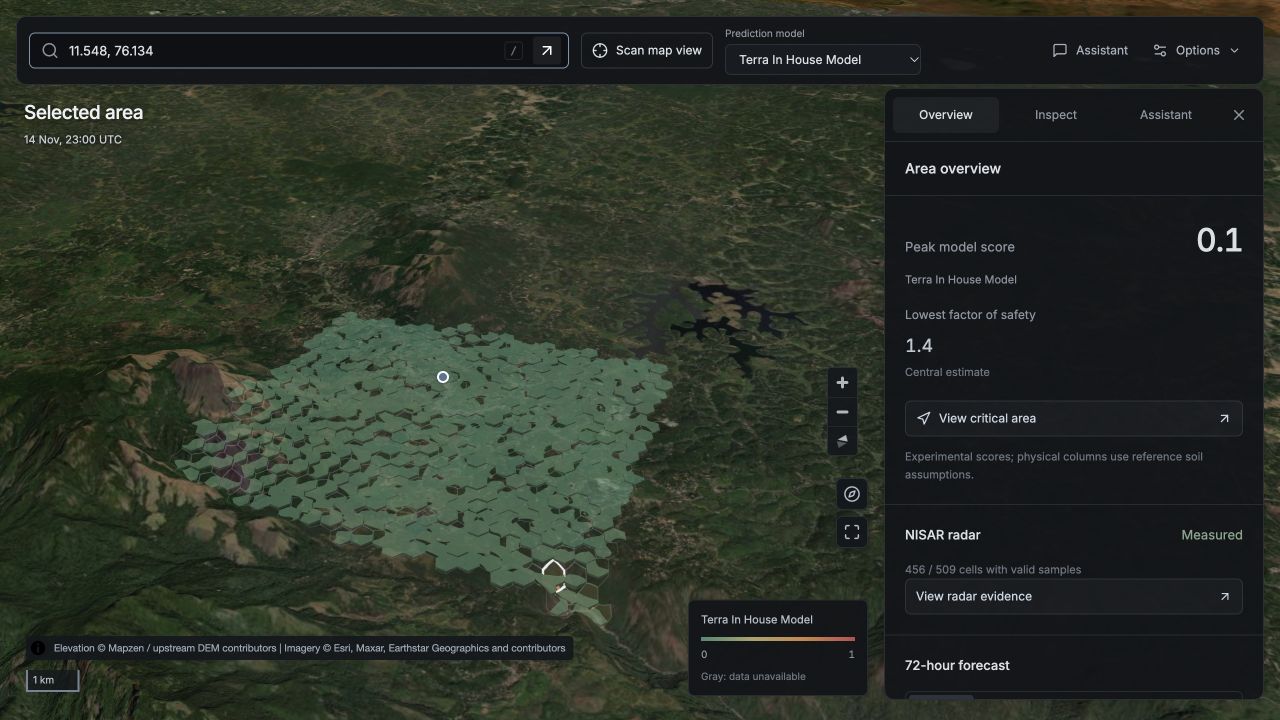 11.548, 76.134
/
Scan map view
Prediction model
Terra In House Model
Assistant
Options
Selected area
14 Nov, 23:00 UTC
Overview
Inspect
Assistant
Area overview
Peak model score
0.1
Terra In House Model
Lowest factor of safety
1.4
Central estimate
View critical area
Experimental scores; physical columns use reference soil
assumptions.
NISAR radar
Measured
456 / 509 cells with valid samples
View radar evidence
72-hour forecast
Terra In House Model
0
1
Gray: data unavailable
Elevation © Mapzen / upstream DEM contributors | Imagery © Esri, Maxar, Earthstar Geographics and contributors
1 km